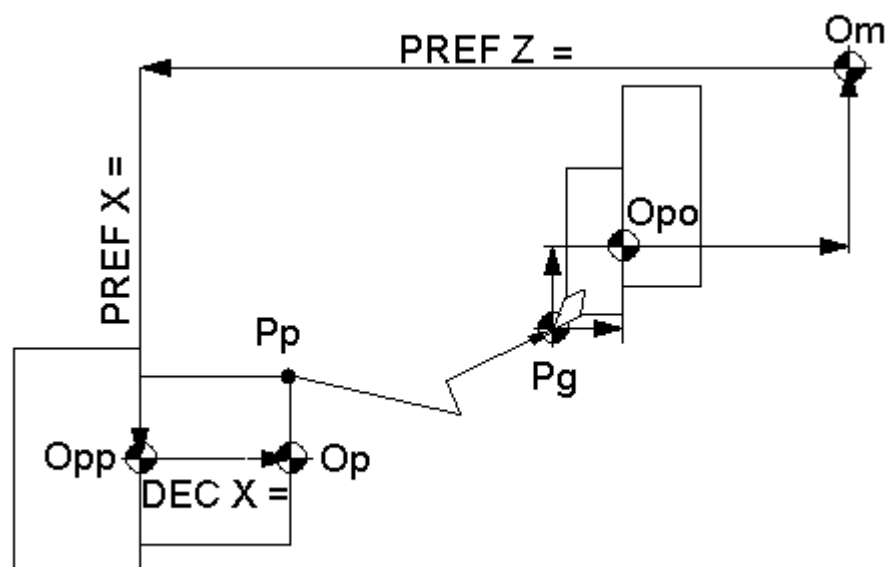 Om
PREF Z =
PREF X =
Opo
Pp
Pg
Opp
Op
DEC X =